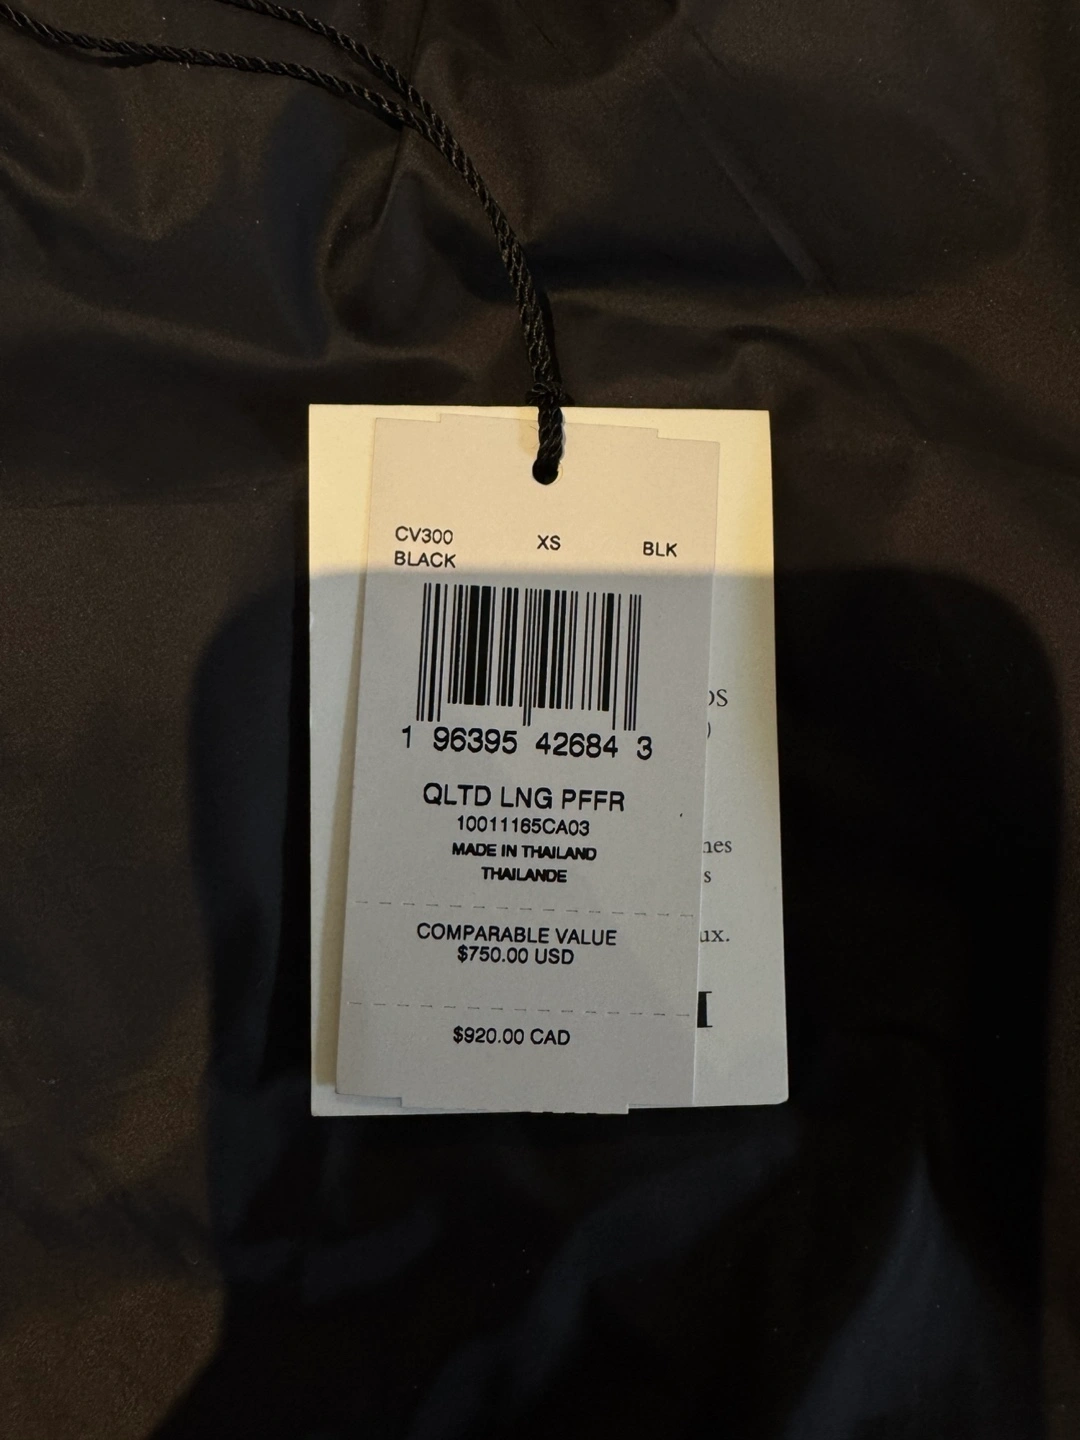 CV300 XS BLK
BLACK
1 96395 42684 3
QLTD LNG PFFR
10011165CA03
MADE IN THAILAND
THAILANDE
COMPARABLE VALUE
$750.00 USD
$920.00 CAD
ux.